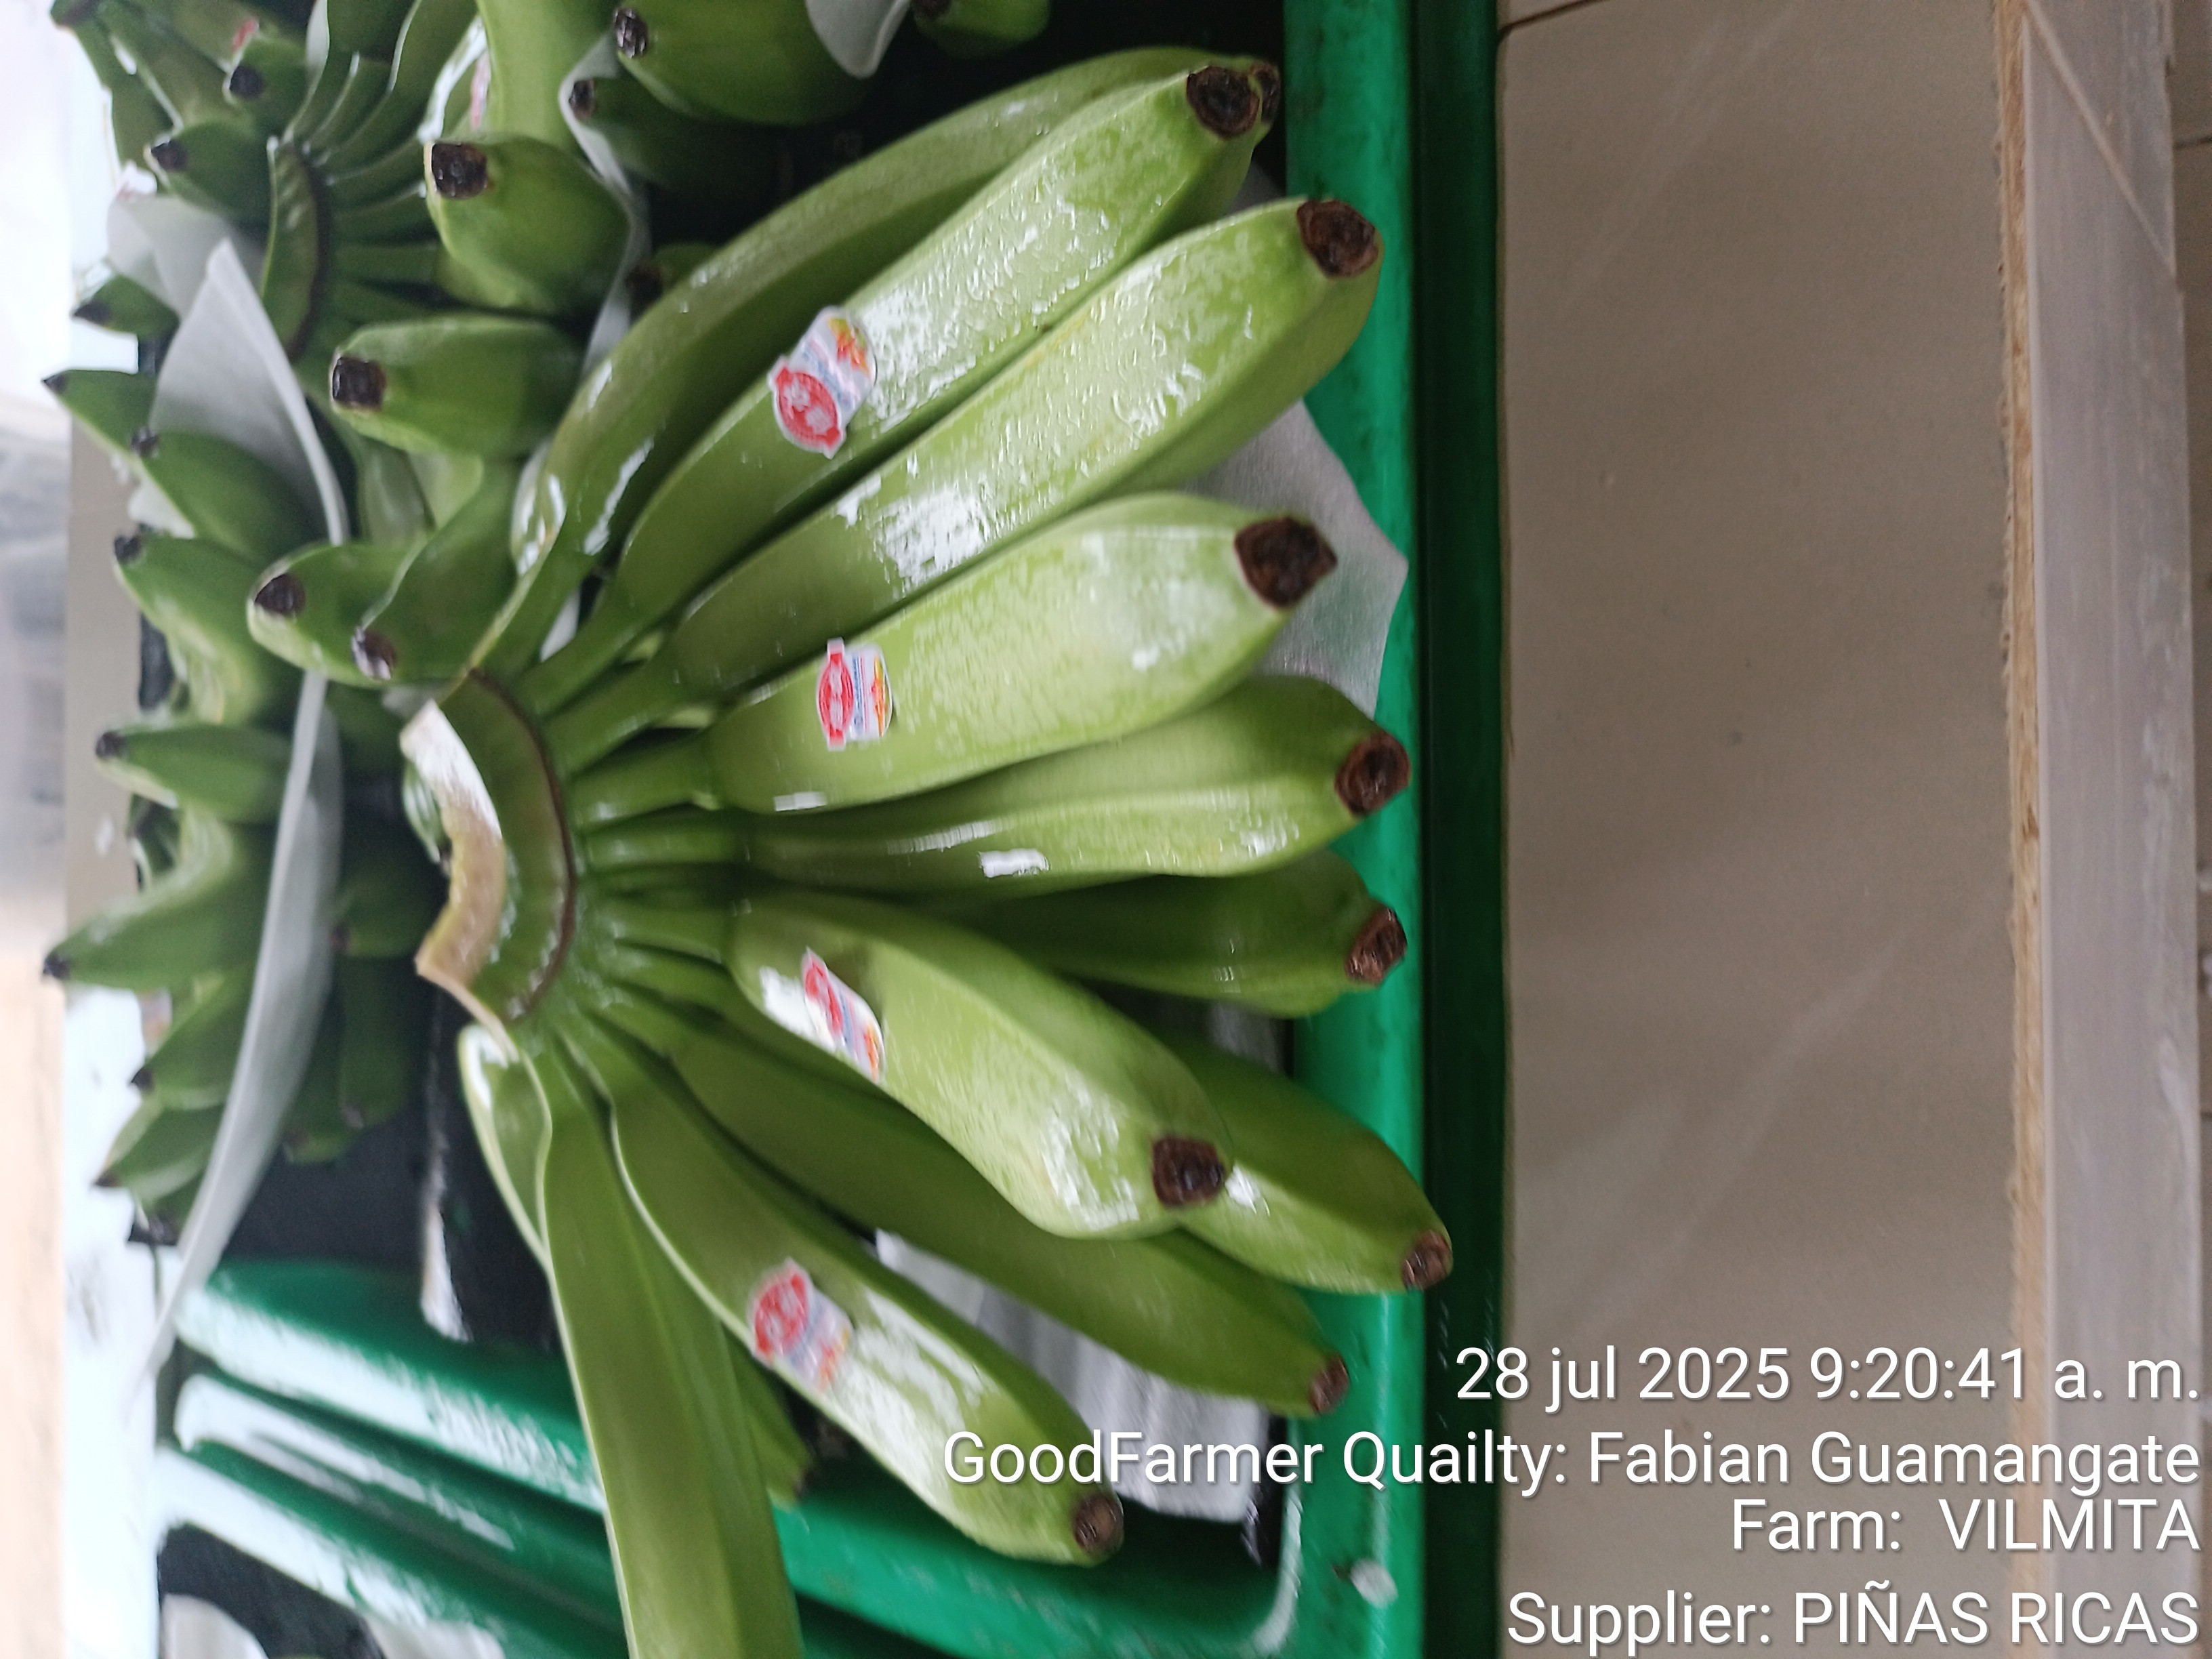 28 jul 2025 9:20:41 a. m.
GoodFarmer Quailty: Fabian Guamangate
Farm: VILMITA
Supplier: PIÑAS RICAS